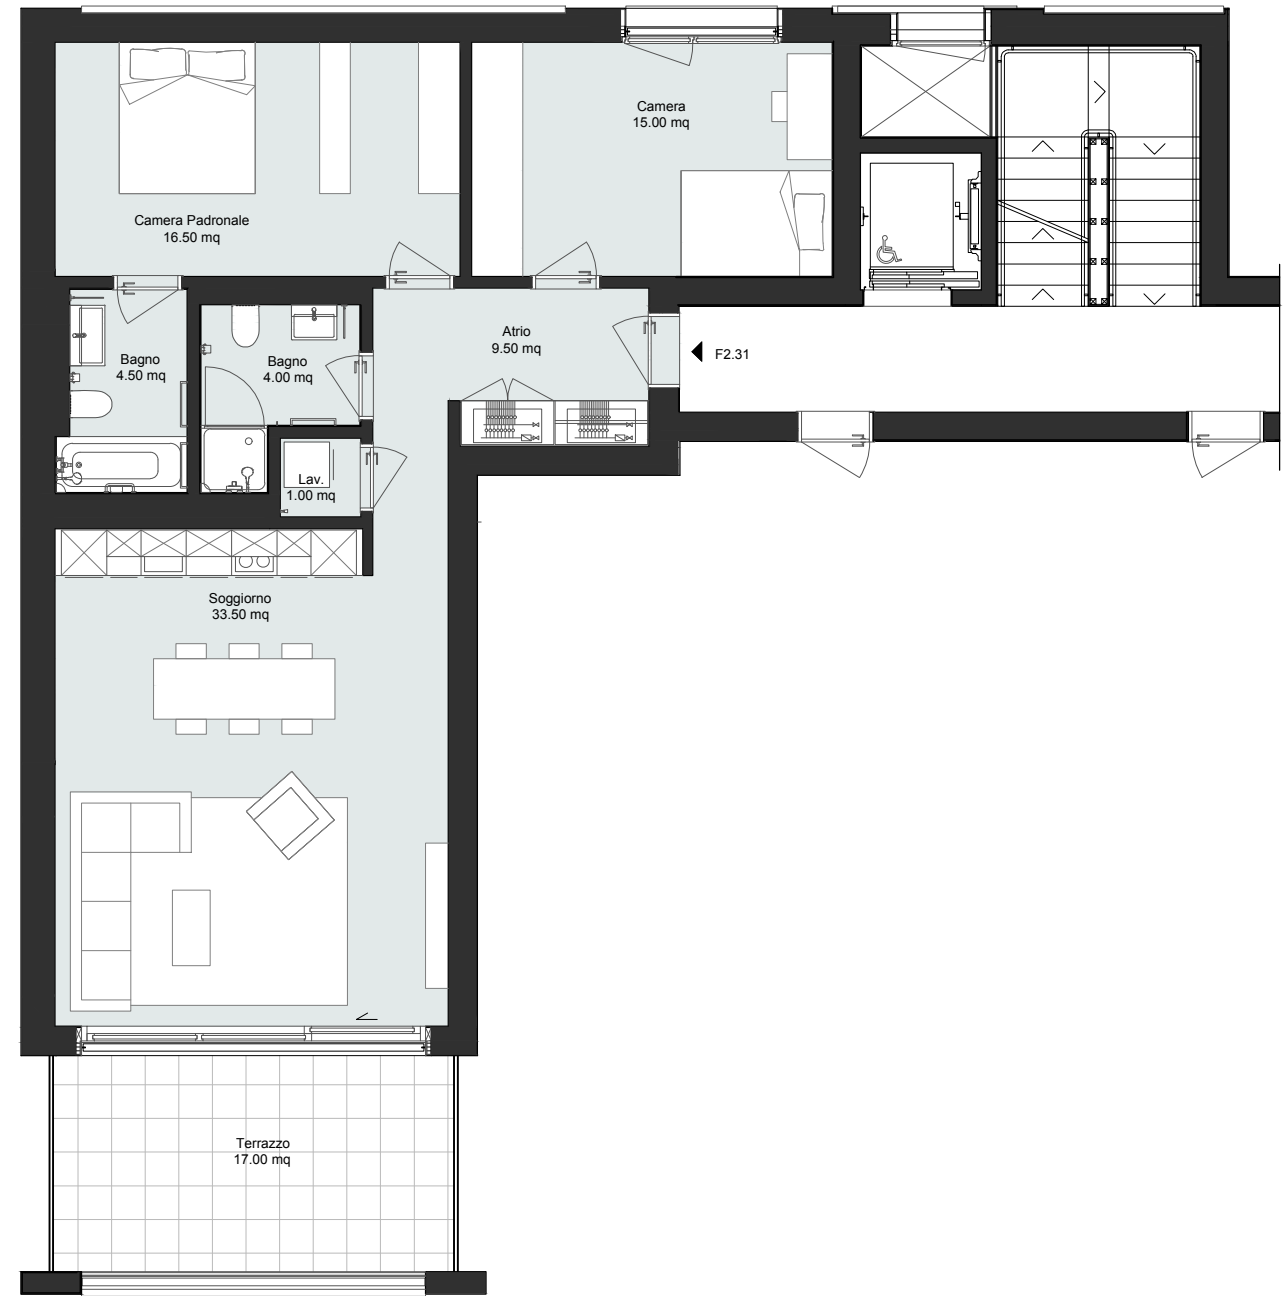 Camera
15.00 mq
Camera Padronale
16.50 mq
Atrio
9.50 mq
F2.31
Bagno
4.50 mq
Bagno
4.00 mq
Lav.
1.00 mq
Soggiorno
33.50 mq
Terrazzo
17.00 mq